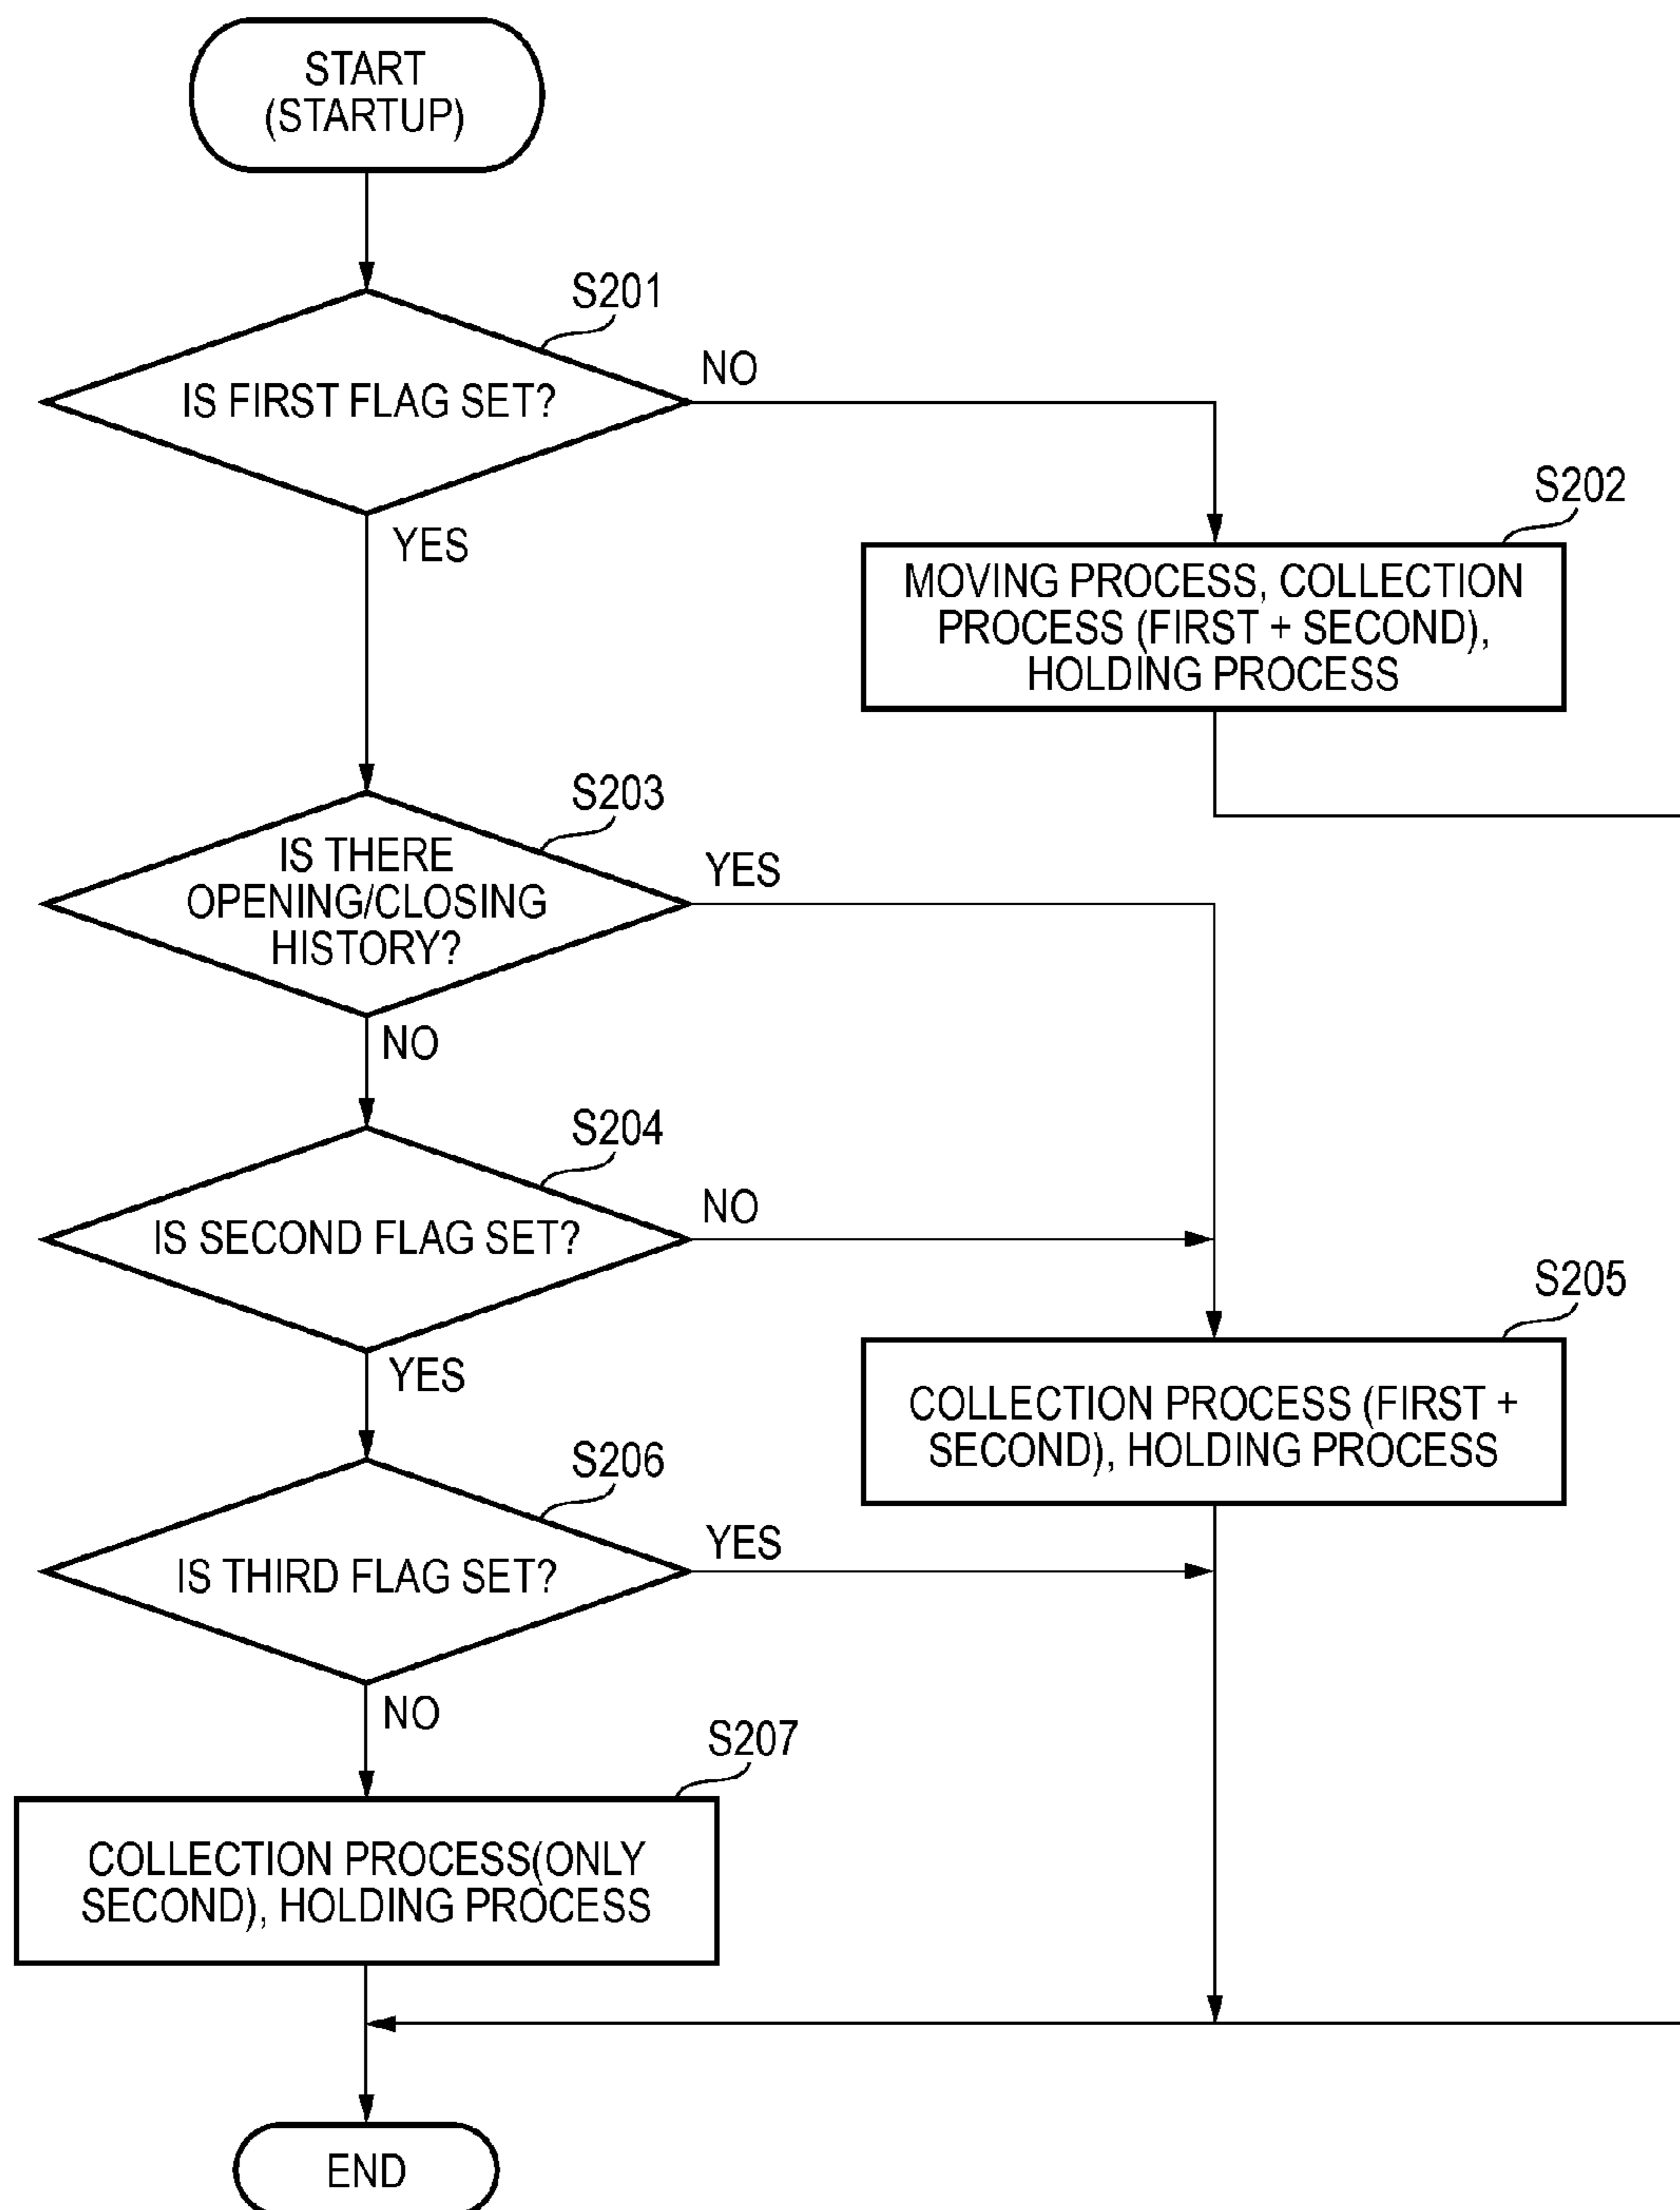 START
(STARTUP)
S201
IS FIRST FLAG SET?
NO
YES
S202
MOVING PROCESS, COLLECTION
PROCESS (FIRST + SECOND),
HOLDING PROCESS
S203
IS THERE
OPENING/CLOSING
HISTORY?
YES
NO
S204
IS SECOND FLAG SET?
NO
YES
S205
COLLECTION PROCESS (FIRST +
SECOND), HOLDING PROCESS
S206
IS THIRD FLAG SET?
YES
NO
S207
COLLECTION PROCESS(ONLY
SECOND), HOLDING PROCESS
END